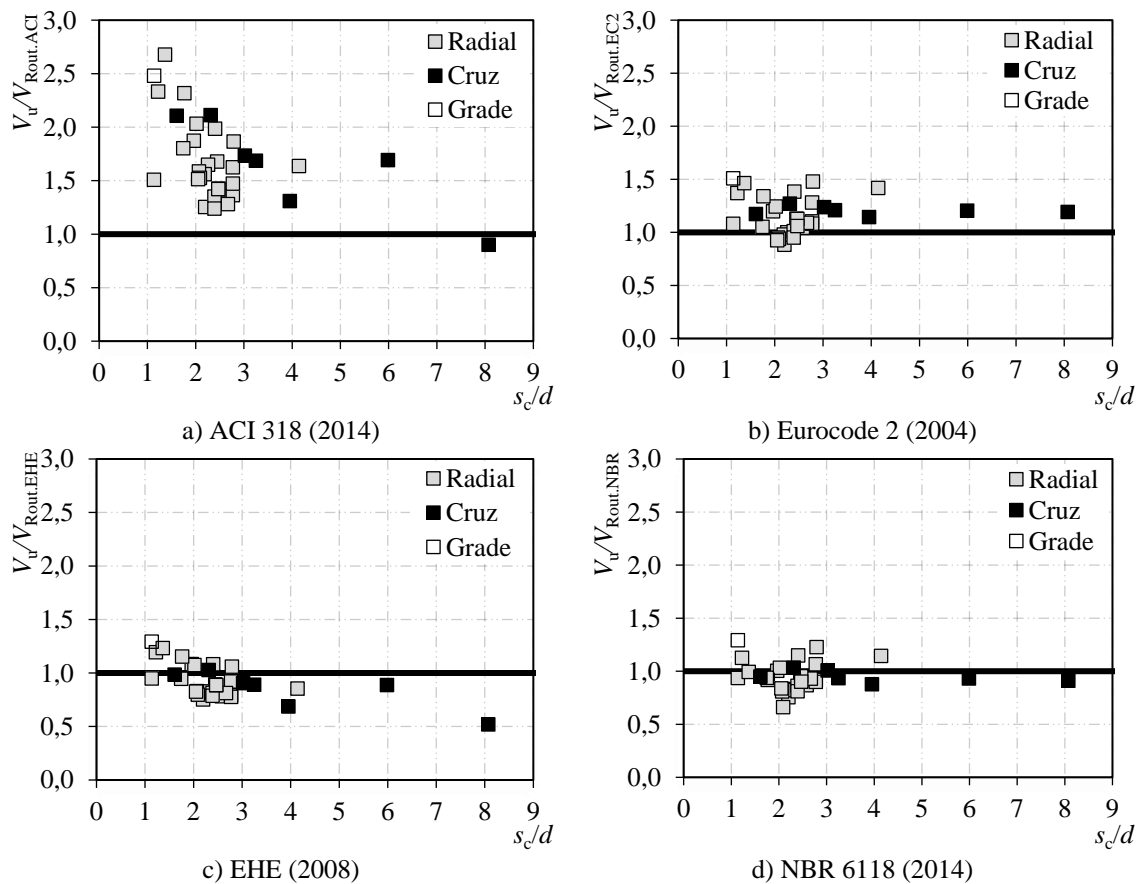 V_u/V_Rout.ACI
3,0
2,5
2,0
1,5
1,0
0,5
0,0
Radial
Cruz
Grade
0 1 2 3 4 5 6 7 8 9
s_c/d
a) ACI 318 (2014)
V_u/V_Rout.EC2
3,0
2,5
2,0
1,5
1,0
0,5
0,0
Radial
Cruz
Grade
0 1 2 3 4 5 6 7 8 9
s_c/d
b) Eurocode 2 (2004)
V_u/V_Rout.EHE
3,0
2,5
2,0
1,5
1,0
0,5
0,0
Radial
Cruz
Grade
0 1 2 3 4 5 6 7 8 9
s_c/d
c) EHE (2008)
V_u/V_Rout.NBR
3,0
2,5
2,0
1,5
1,0
0,5
0,0
Radial
Cruz
Grade
0 1 2 3 4 5 6 7 8 9
s_c/d
d) NBR 6118 (2014)